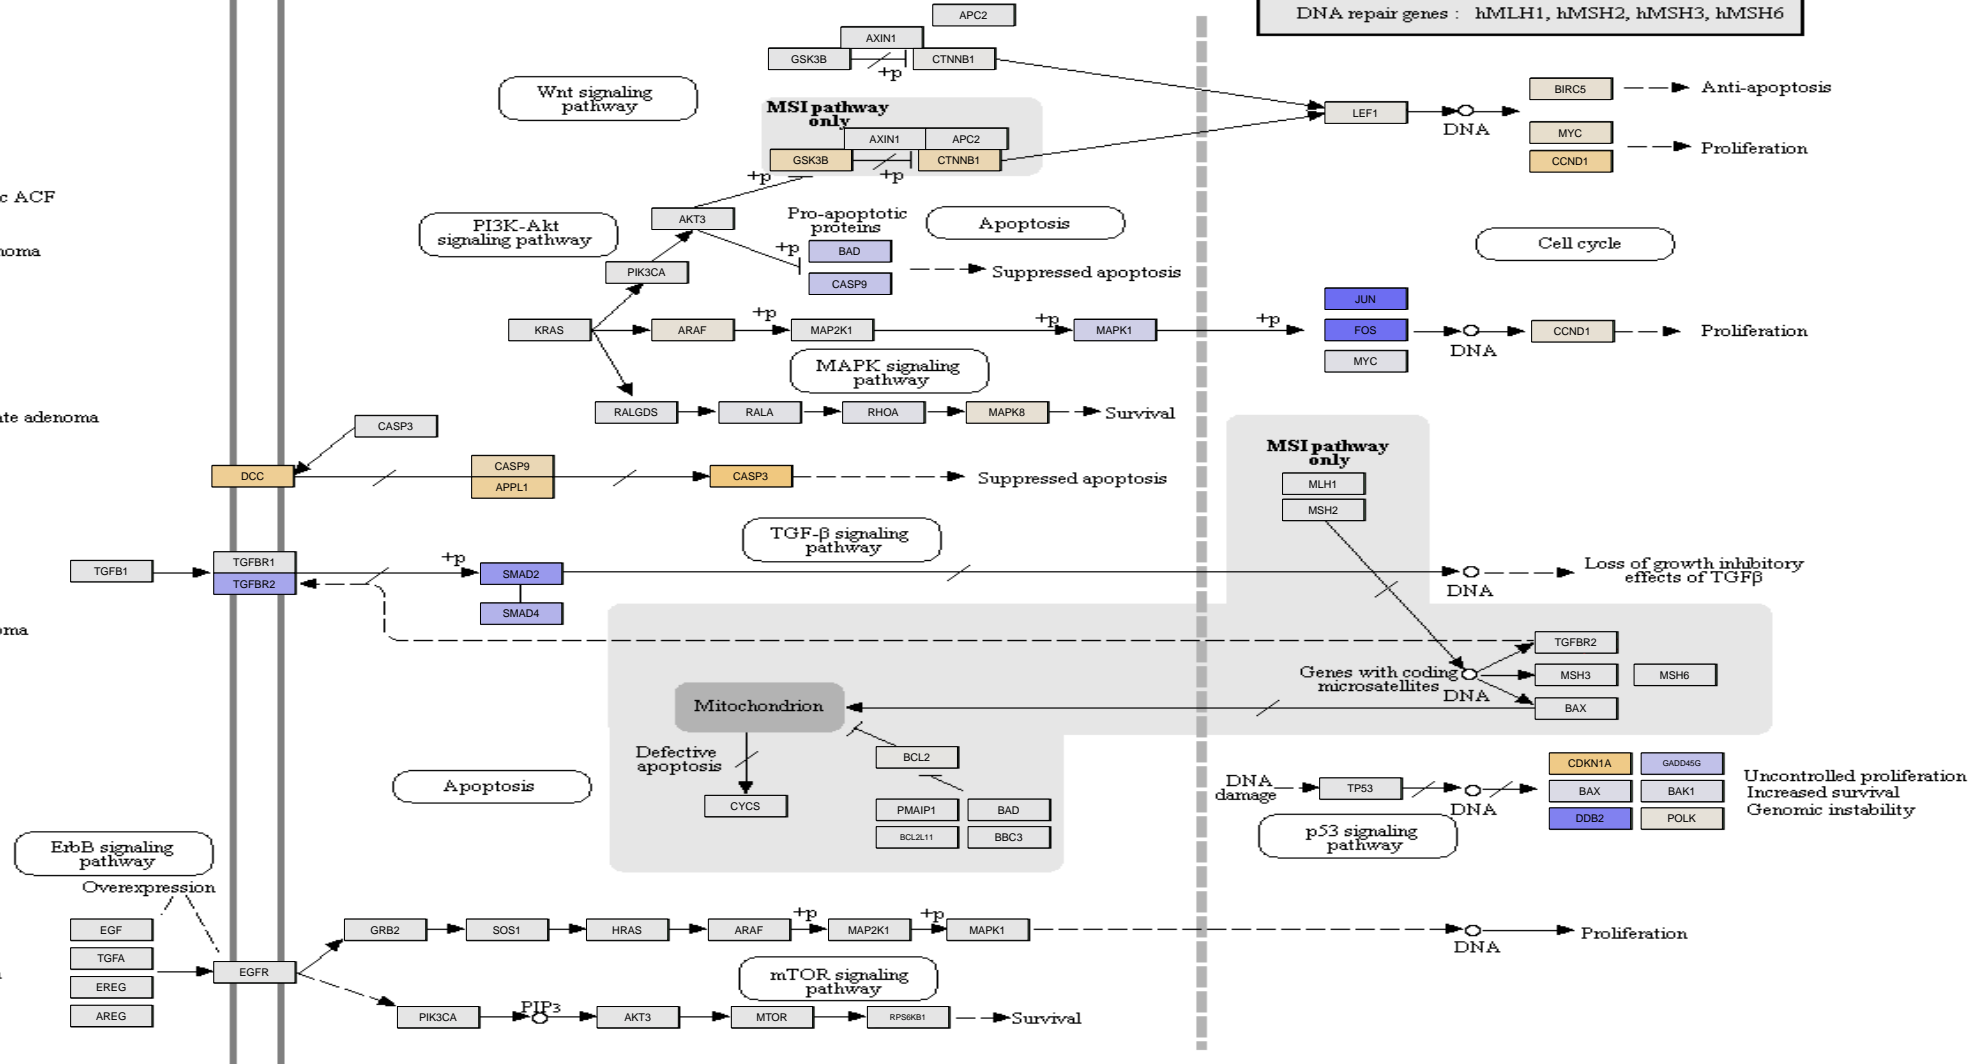 APC2
DNA repair genes : hMLH1, hMSH2, hMSH3, hMSH6
AXIN1
GSK3B
CTNNB1
+p
Wnt signaling
pathway
MSI pathway
only
AXIN1
APC2
GSK3B
CTNNB1
+p
+p
LEF1
DNA
BIRC5
Anti-apoptosis
MYC
CCND1
Proliferation
c ACF
noma
PI3K-Akt
signaling pathway
AKT3
Pro-apoptotic
proteins
Apoptosis
+p
BAD
CASP9
Suppressed apoptosis
PIK3CA
Cell cycle
KRAS
ARAF
+p
MAP2K1
+p
MAPK1
+p
JUN
FOS
MYC
DNA
CCND1
Proliferation
MAPK signaling
pathway
RALGDS
RALA
RHOA
MAPK8
Survival
ate adenoma
CASP3
DCC
CASP9
APPL1
CASP3
Suppressed apoptosis
MSI pathway
only
MLH1
MSH2
TGF-β signaling
pathway
TGFB1
TGFBR1
TGFBR2
+p
SMAD2
SMAD4
DNA
Loss of growth inhibitory
effects of TGFβ
oma
TGFBR2
Genes with coding
microsatellites
DNA
MSH3
MSH6
BAX
Mitochondrion
Defective
apoptosis
BCL2
CYCS
PMAIP1
BAD
BCL2L11
BBC3
Apoptosis
DNA
damage
TP53
DNA
CDKN1A
GADD45G
BAX
BAK1
DDB2
POLK
Uncontrolled proliferation
Increased survival
Genomic instability
p53 signaling
pathway
ErbB signaling
pathway
Overexpression
EGF
TGFA
EREG
AREG
EGFR
GRB2
SOS1
HRAS
ARAF
+p
MAP2K1
+p
MAPK1
DNA
Proliferation
mTOR signaling
pathway
PIK3CA
PIP3
AKT3
MTOR
RPS6KB1
Survival